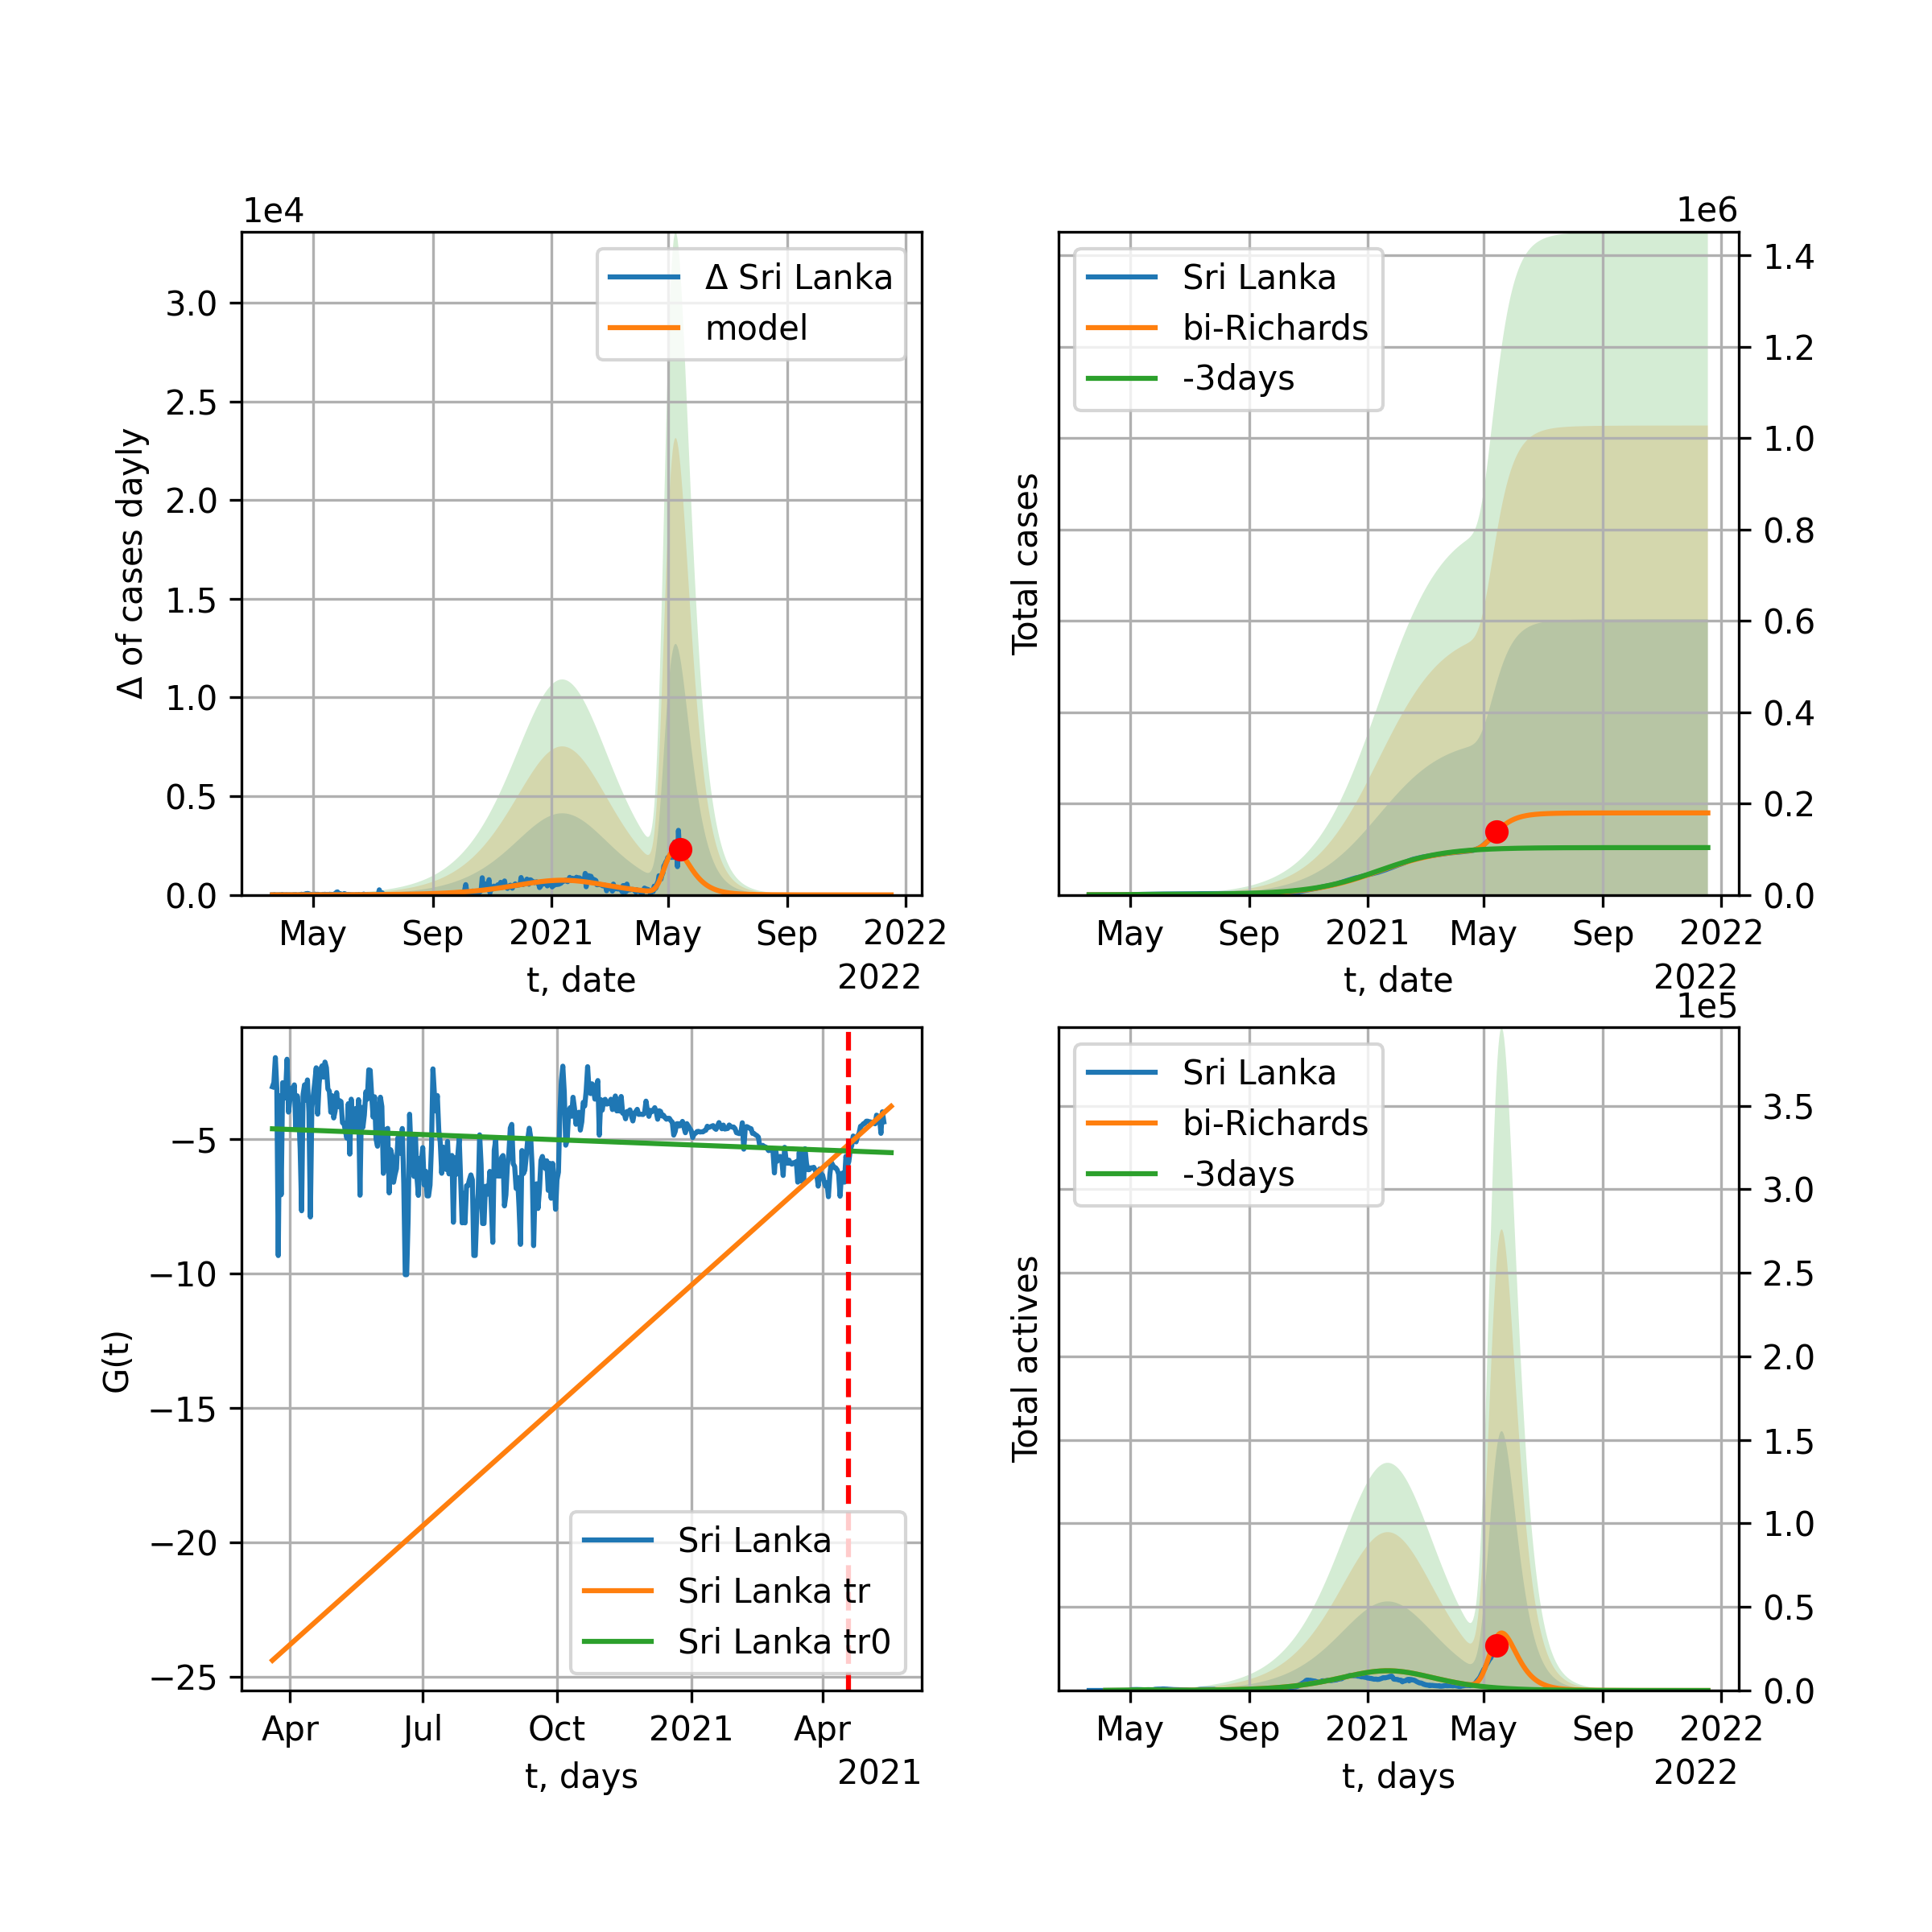 1e4
Δ of cases dayly
3.0
2.5
2.0
1.5
1.0
0.5
0.0
Δ Sri Lanka
model
May Sep 2021 May Sep 2022
t, date
2022
1e6
Total cases
Sri Lanka
bi-Richards
-3days
1.4
1.2
1.0
0.8
0.6
0.4
0.2
0.0
May Sep 2021 May Sep 2022
t, date
2022
G(t)
−5
−10
−15
−20
−25
Sri Lanka
Sri Lanka tr
Sri Lanka tr0
Apr Jul Oct 2021 Apr
t, days
2021
1e5
Total actives
Sri Lanka
bi-Richards
-3days
3.5
3.0
2.5
2.0
1.5
1.0
0.5
0.0
May Sep 2021 May Sep 2022
t, days
2022